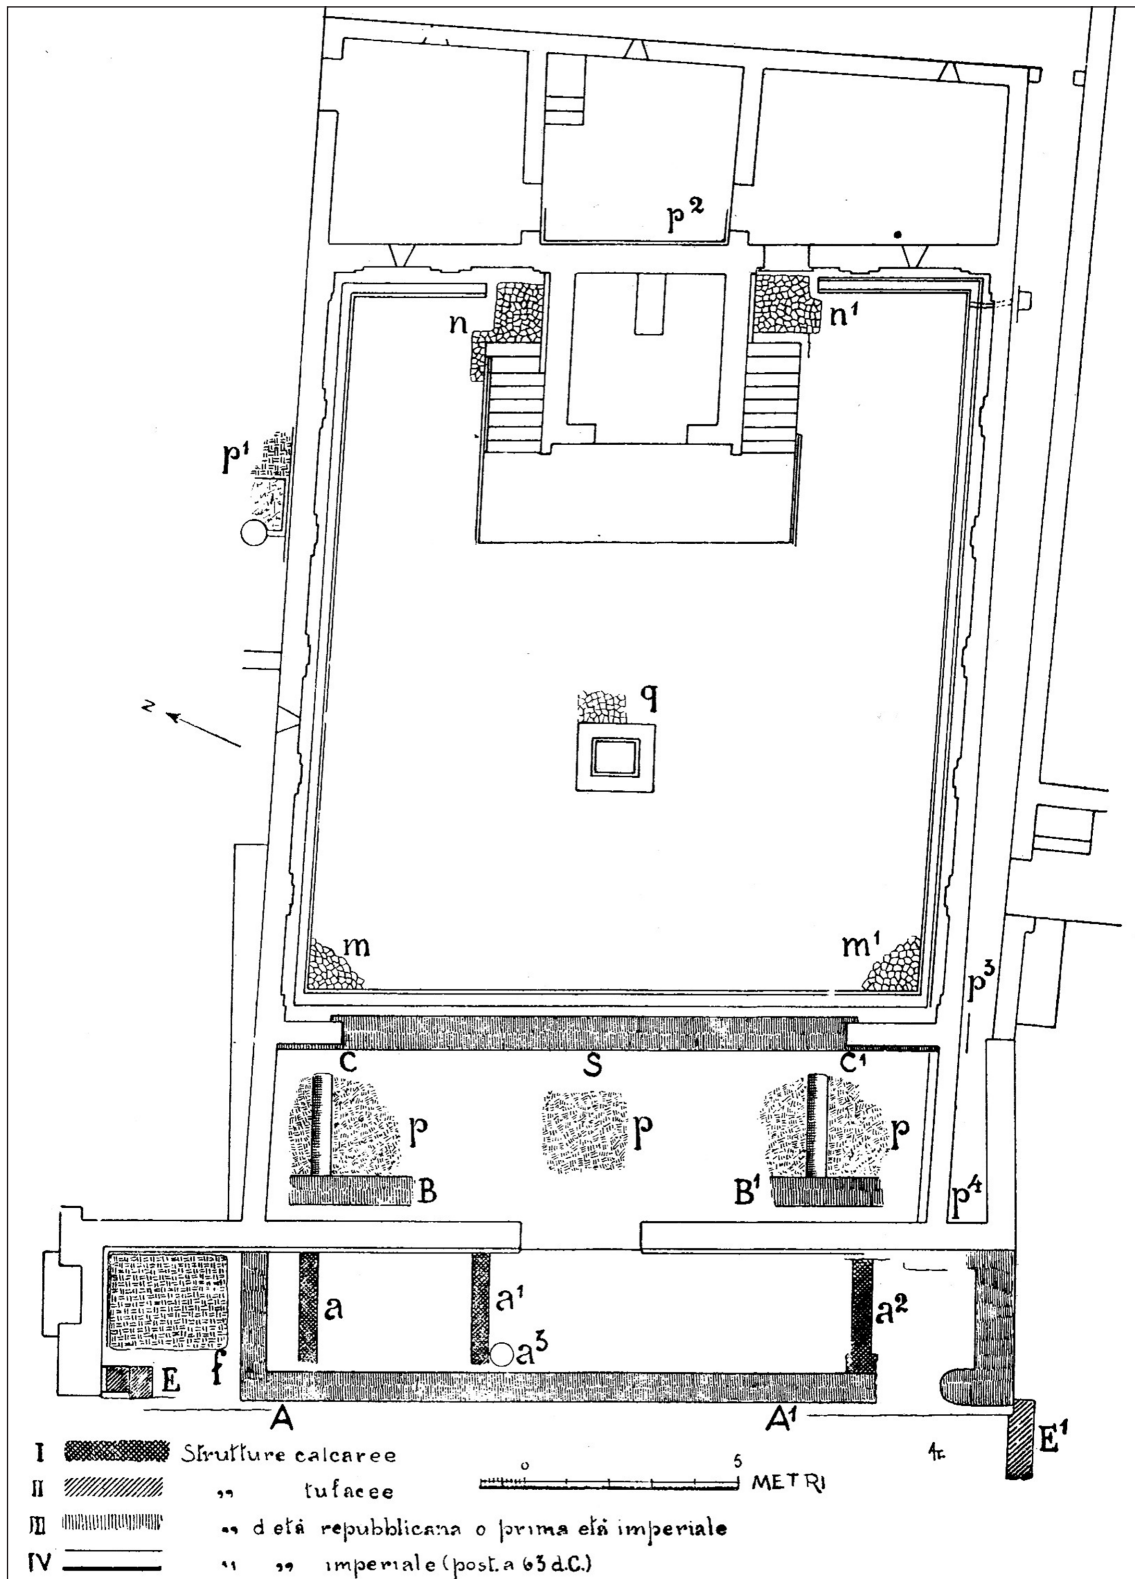 p²
n
n¹
p¹
q
N
m
m¹
p³
C
S
C¹
p
p
p
B
B¹
p⁴
a
a¹
a²
a³
f
E
A
A¹
E¹
I Strutture calcaree
II „ tufacee
III „ d'età repubblicana o prima età imperiale
IV „ „ imperiale (post. a 63 d.C.)
0 5 METRI